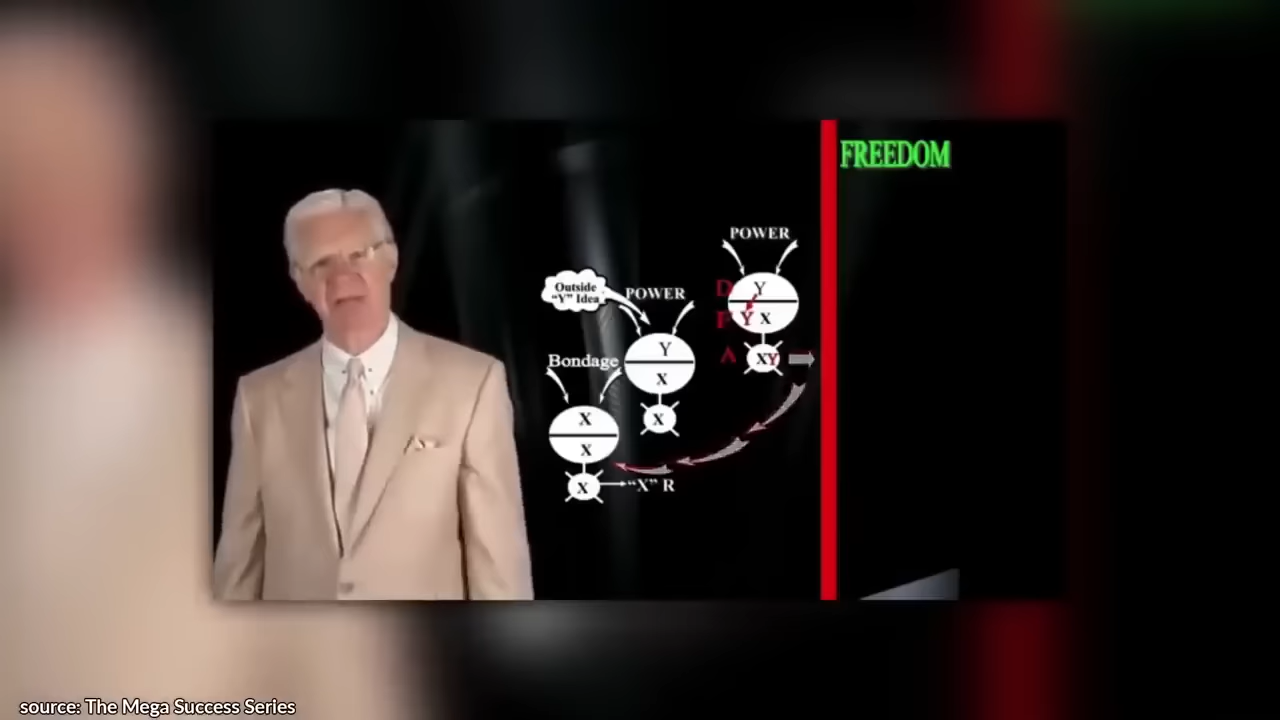 FREEDOM
POWER
Outside
"Y" Idea
POWER
D
Y
Y X
Bondage
Y
A
XY
X
X
X
X
X
"X" R
source: The Mega Success Series